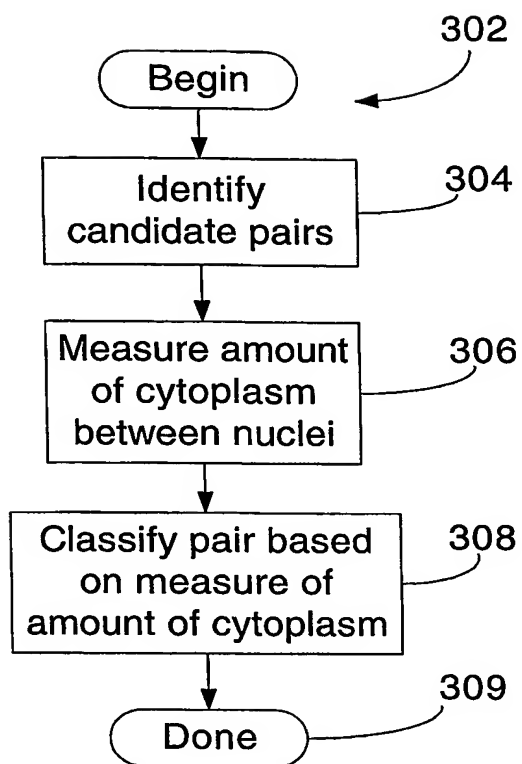 302
Begin
304
Identify
candidate pairs
306
Measure amount
of cytoplasm
between nuclei
308
Classify pair based
on measure of
amount of cytoplasm
309
Done